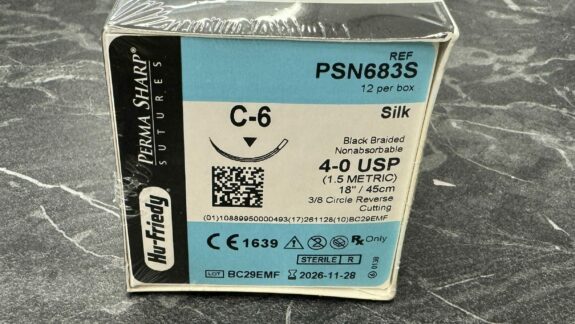 REF
PSN683S
12 per box
Silk
C-6
Black Braided
Nonabsorbable
4-0 USP
(1.5 METRIC)
18" / 45cm
3/8 Circle Reverse
Cutting
(01)10889950000493(17)261128(10)BC29EMF
CE 1639
Rx Only
STERILE R
LOT BC29EMF 2026-11-28
PERMA SHARP®
SUTURES
Hu-Friedy